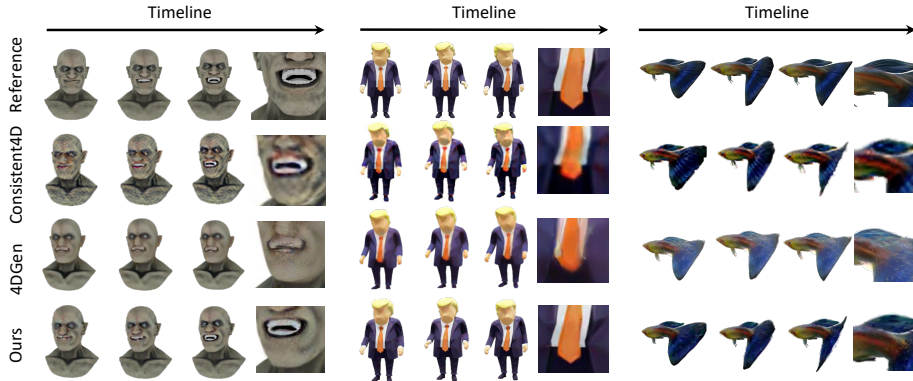 Timeline
Timeline
Timeline
Reference
Consistent4D
4DGen
Ours